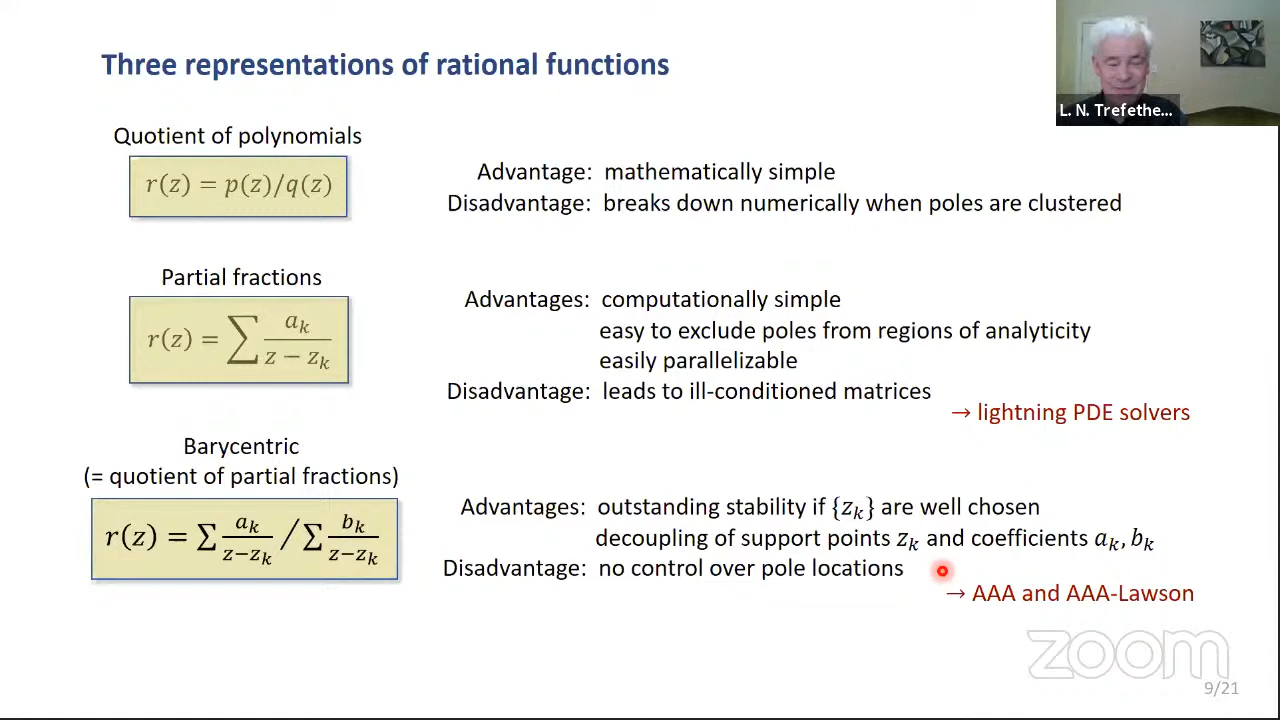 Three representations of rational functions
L. N. Trefethe...
Quotient of polynomials
r(z) = p(z)/q(z)
Advantage: mathematically simple
Disadvantage: breaks down numerically when poles are clustered
Partial fractions
r(z) = ∑ a_k / (z − z_k)
Advantages: computationally simple
easy to exclude poles from regions of analyticity
easily parallelizable
Disadvantage: leads to ill-conditioned matrices
→ lightning PDE solvers
Barycentric
(= quotient of partial fractions)
r(z) = ∑ a_k/(z−z_k) / ∑ b_k/(z−z_k)
Advantages: outstanding stability if {z_k} are well chosen
decoupling of support points z_k and coefficients a_k, b_k
Disadvantage: no control over pole locations
→ AAA and AAA-Lawson
zoom
9/21